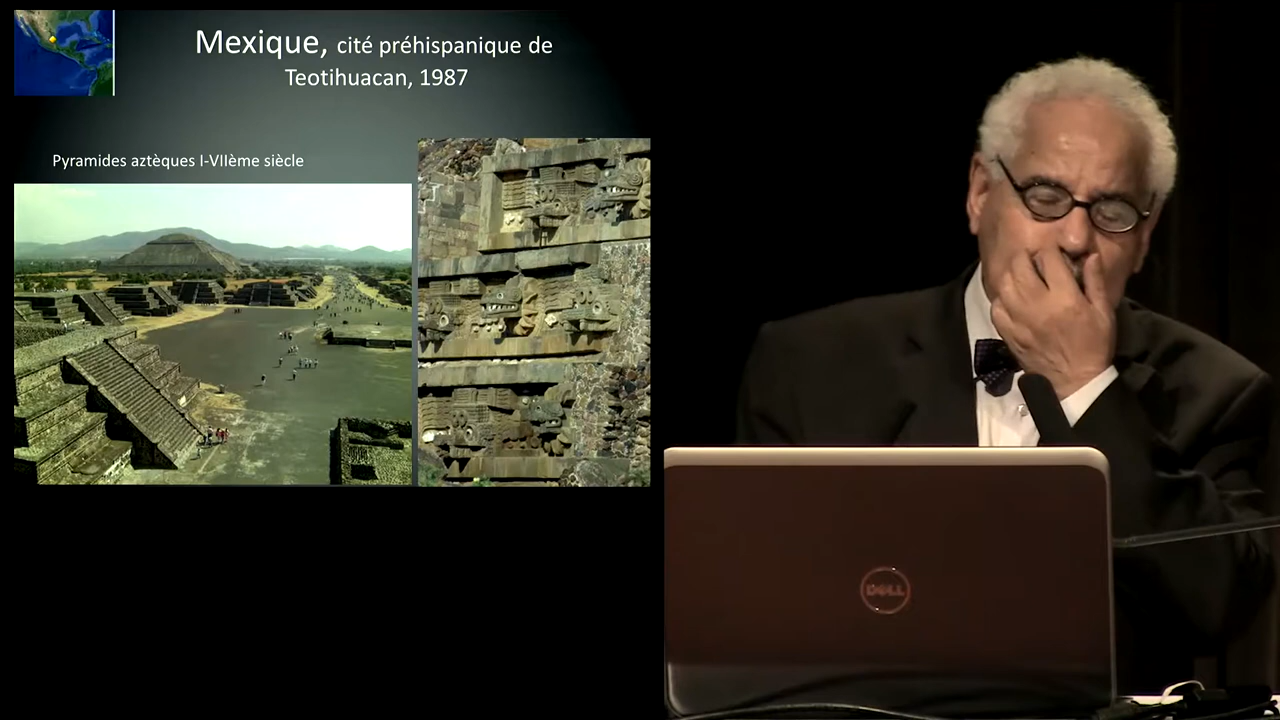 Mexique, cité préhispanique de
Teotihuacan, 1987
Pyramides aztèques I-VIIème siècle
DELL